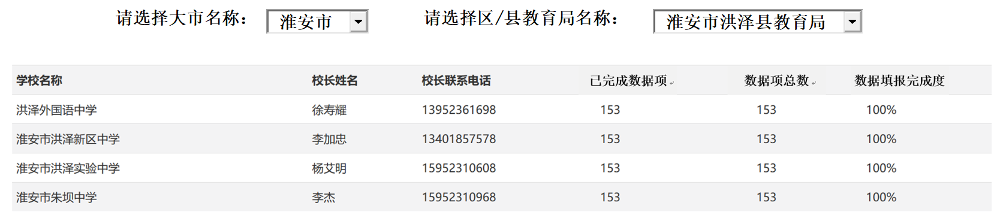 请选择大市名称： 淮安市 请选择区/县教育局名称： 淮安市洪泽县教育局
学校名称 校长姓名 校长联系电话 已完成数据项 数据项总数 数据填报完成度
洪泽外国语中学 徐寿耀 13952361698 153 153 100%
淮安市洪泽新区中学 李加忠 13401857578 153 153 100%
淮安市洪泽实验中学 杨艾明 15952310608 153 153 100%
淮安市朱坝中学 李杰 15952310968 153 153 100%